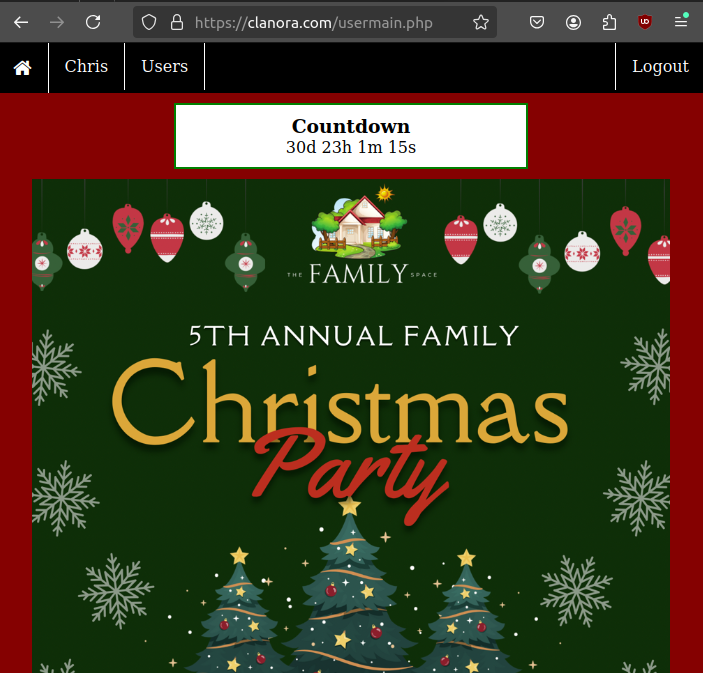 https://clanora.com/usermain.php
Chris Users Logout
Countdown
30d 23h 1m 15s
THE FAMILY SPACE
5TH ANNUAL FAMILY
Christmas
Party